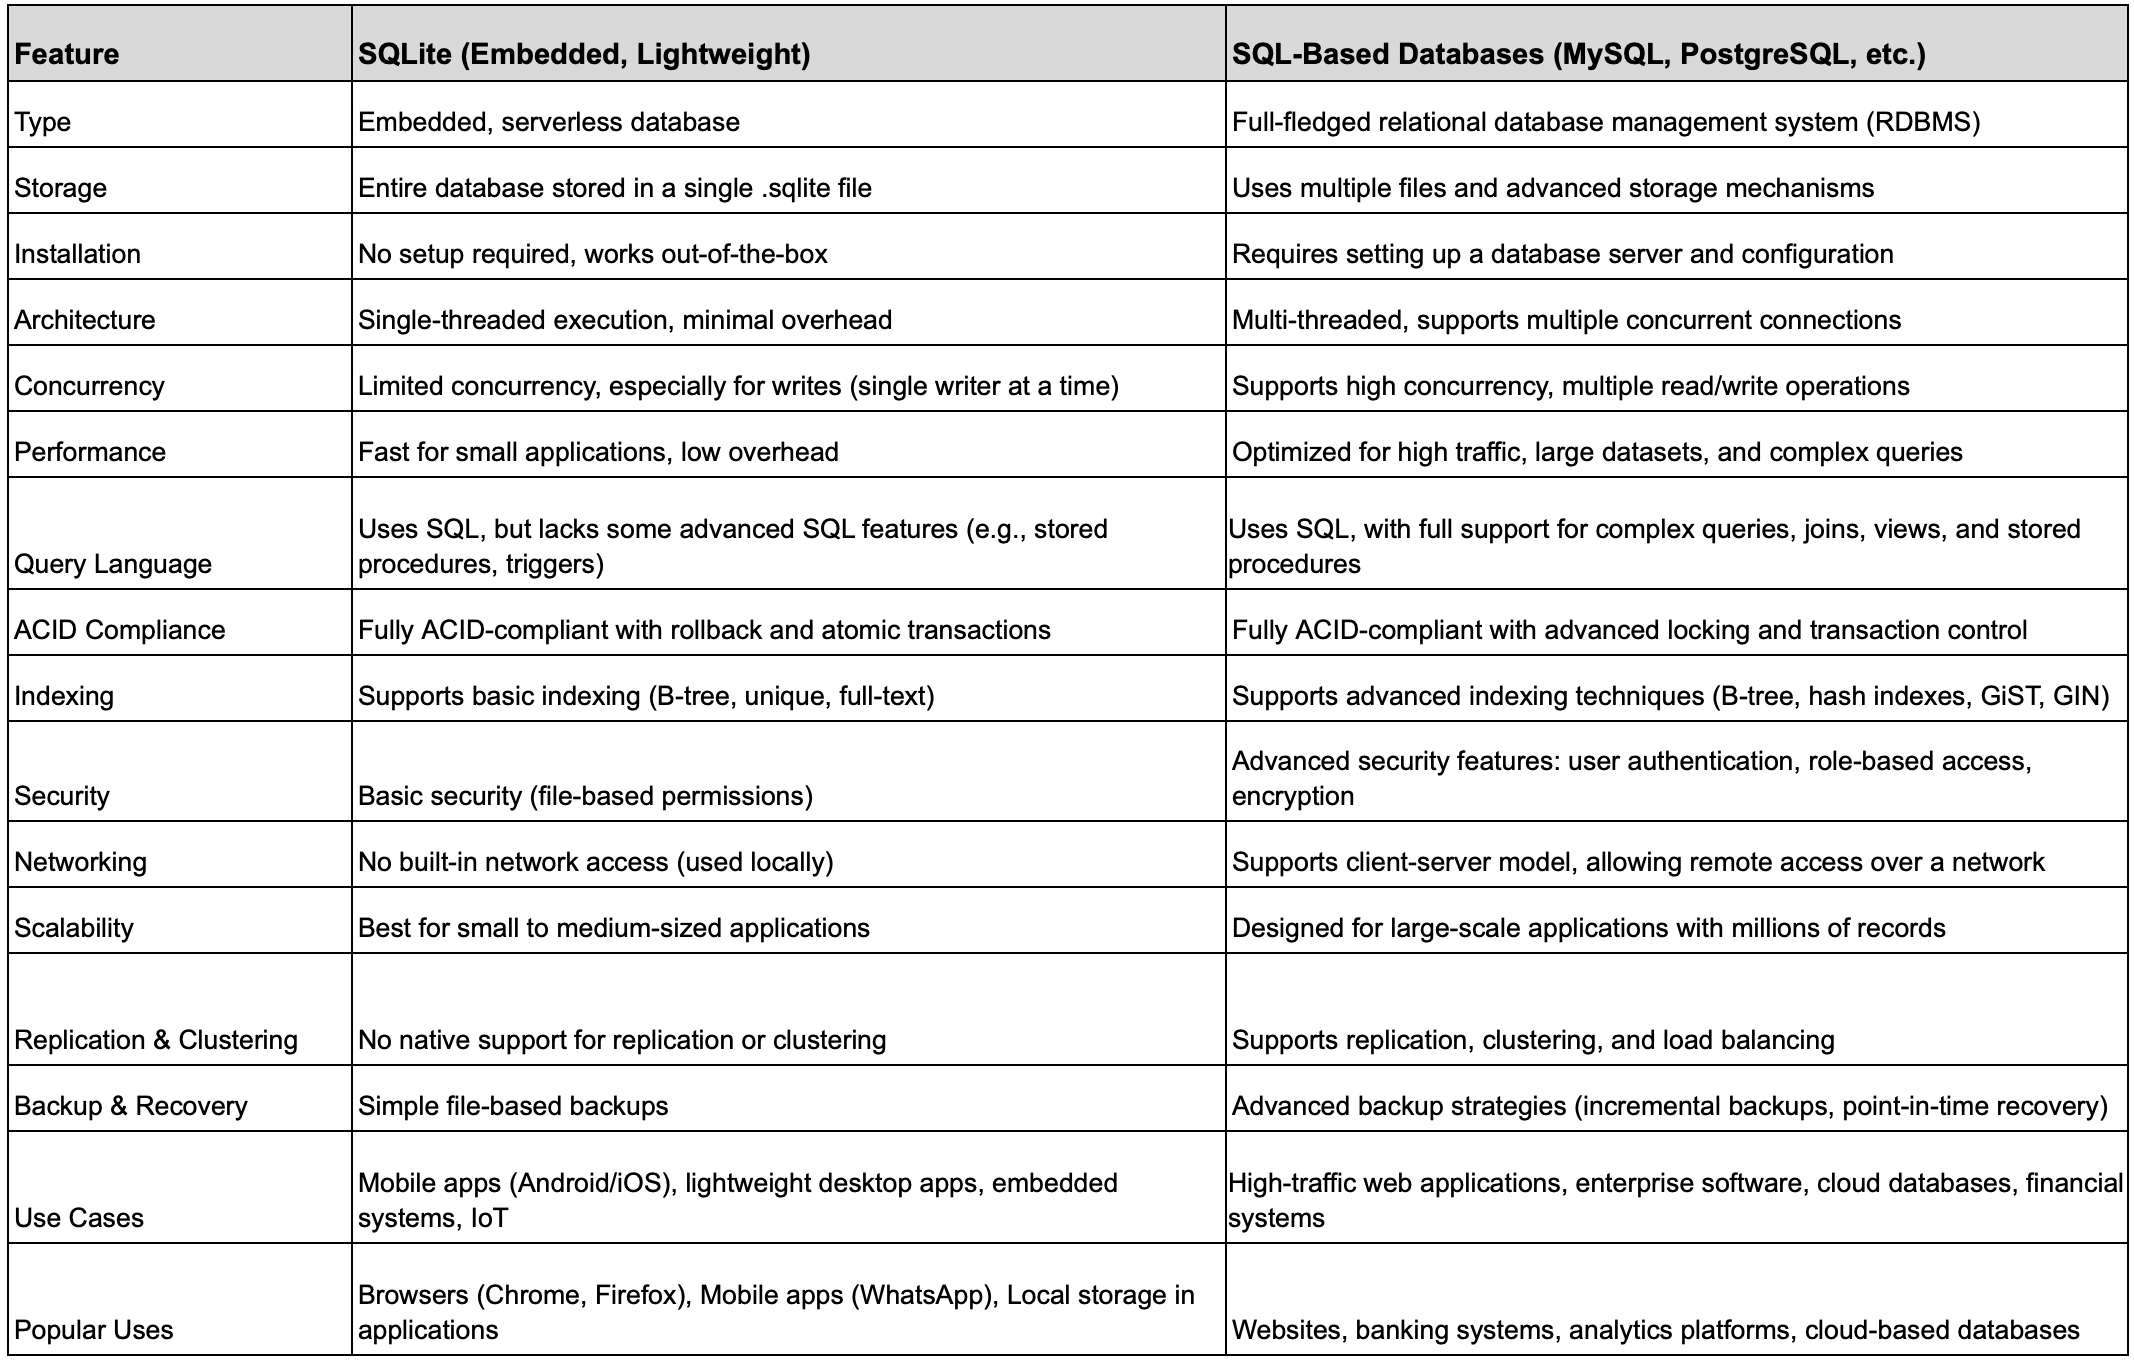 Feature
SQLite (Embedded, Lightweight)
SQL-Based Databases (MySQL, PostgreSQL, etc.)
Type
Embedded, serverless database
Full-fledged relational database management system (RDBMS)
Storage
Entire database stored in a single .sqlite file
Uses multiple files and advanced storage mechanisms
Installation
No setup required, works out-of-the-box
Requires setting up a database server and configuration
Architecture
Single-threaded execution, minimal overhead
Multi-threaded, supports multiple concurrent connections
Concurrency
Limited concurrency, especially for writes (single writer at a time)
Supports high concurrency, multiple read/write operations
Performance
Fast for small applications, low overhead
Optimized for high traffic, large datasets, and complex queries
Query Language
Uses SQL, but lacks some advanced SQL features (e.g., stored
procedures, triggers)
Uses SQL, with full support for complex queries, joins, views, and stored
procedures
ACID Compliance
Fully ACID-compliant with rollback and atomic transactions
Fully ACID-compliant with advanced locking and transaction control
Indexing
Supports basic indexing (B-tree, unique, full-text)
Supports advanced indexing techniques (B-tree, hash indexes, GiST, GIN)
Security
Basic security (file-based permissions)
Advanced security features: user authentication, role-based access,
encryption
Networking
No built-in network access (used locally)
Supports client-server model, allowing remote access over a network
Scalability
Best for small to medium-sized applications
Designed for large-scale applications with millions of records
Replication & Clustering
No native support for replication or clustering
Supports replication, clustering, and load balancing
Backup & Recovery
Simple file-based backups
Advanced backup strategies (incremental backups, point-in-time recovery)
Use Cases
Mobile apps (Android/iOS), lightweight desktop apps, embedded
systems, IoT
High-traffic web applications, enterprise software, cloud databases, financial
systems
Popular Uses
Browsers (Chrome, Firefox), Mobile apps (WhatsApp), Local storage in
applications
Websites, banking systems, analytics platforms, cloud-based databases